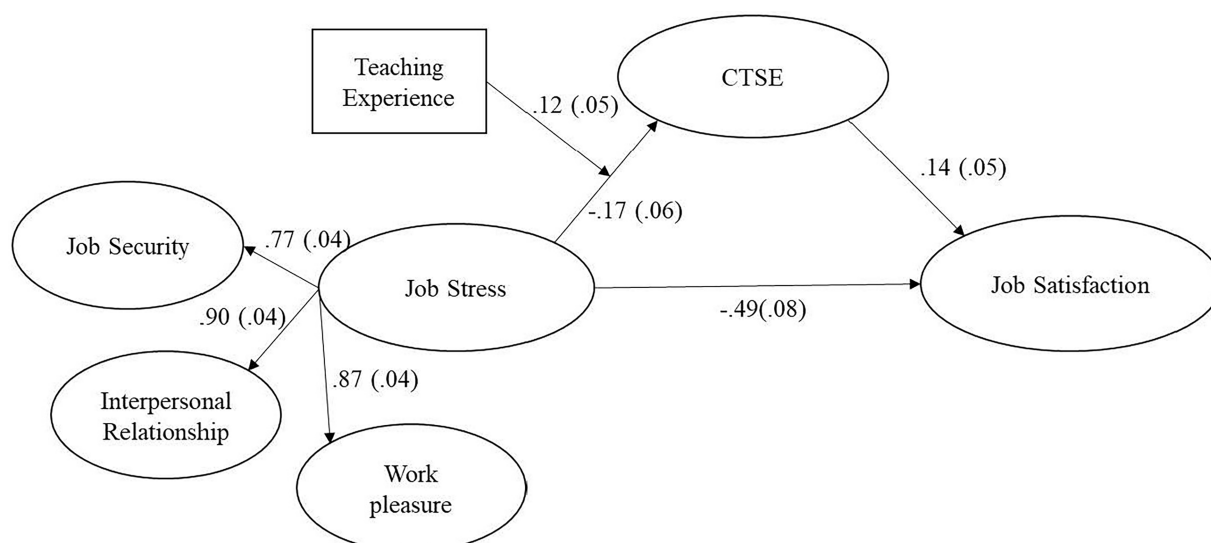 Teaching
Experience
CTSE
.12 (.05)
.14 (.05)
-.17 (.06)
Job Security
.77 (.04)
Job Stress
Job Satisfaction
-.49(.08)
.90 (.04)
.87 (.04)
Interpersonal
Relationship
Work
pleasure